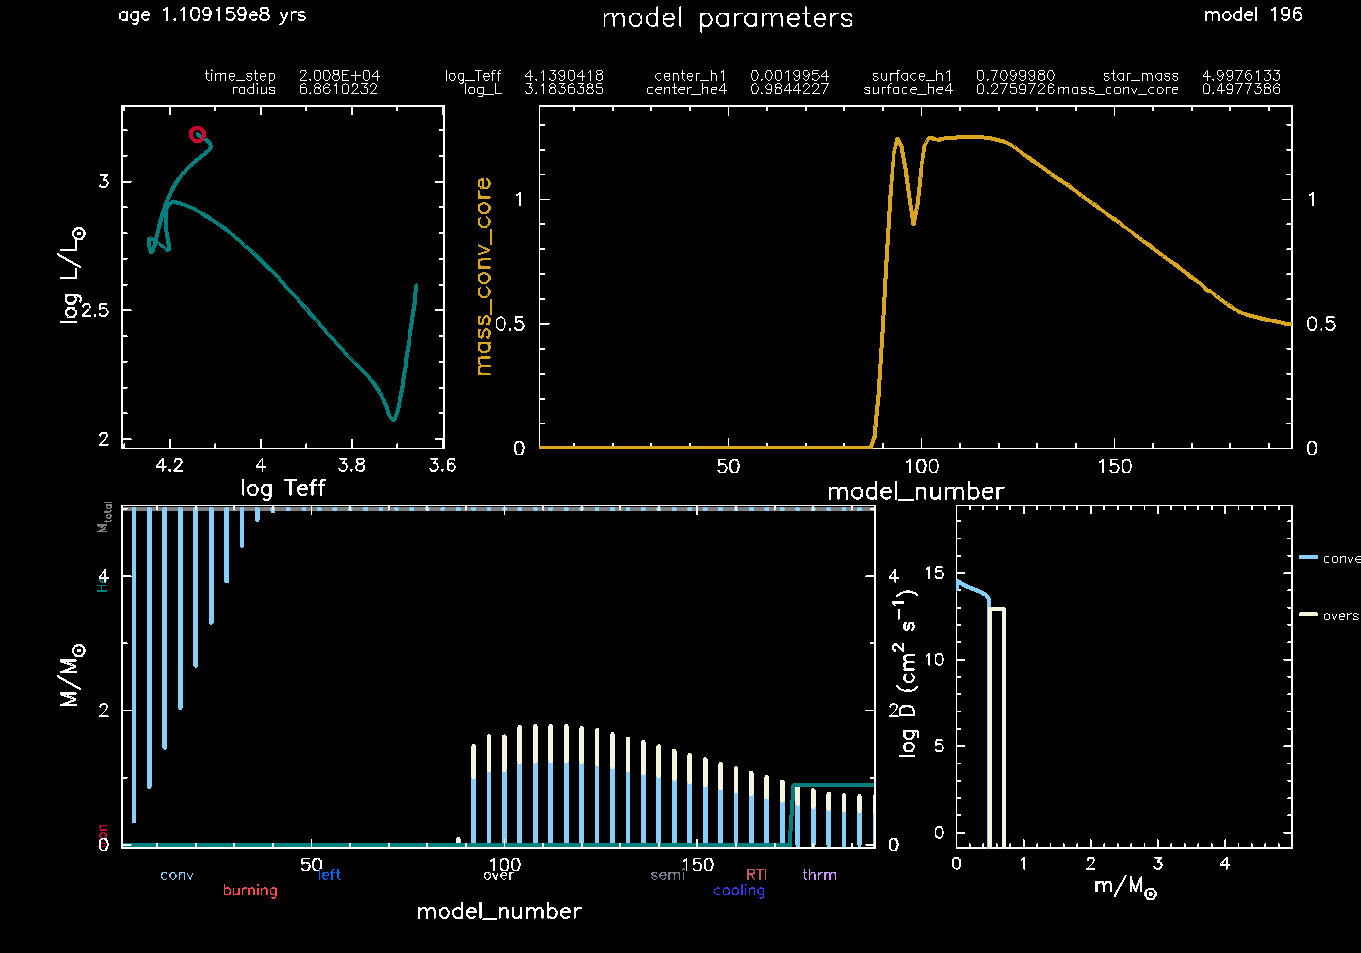 age 1.109159e8 yrs model parameters model 196
time_step 2.008E+04 log_Teff 4.1390418 center_h1 0.0019954 surface_h1 0.7099980 star_mass 4.9976133
radius 6.8610232 log_L 3.1836385 center_he4 0.9844227 surface_he4 0.2759726 mass_conv_core 0.4977386
log L/L⊙
3
2.5
2
4.2 4 3.8 3.6
log Teff
mass_conv_core
1 1
0.5 0.5
0 0
50 100 150
model_number
M/M⊙
Mtotal
He
4 4
2 2
0 0
50 100 150
conv left over semi RTI thrm
burning cooling
model_number
log D (cm² s⁻¹)
15
10
5
0
0 1 2 3 4
m/M⊙
conve
overs